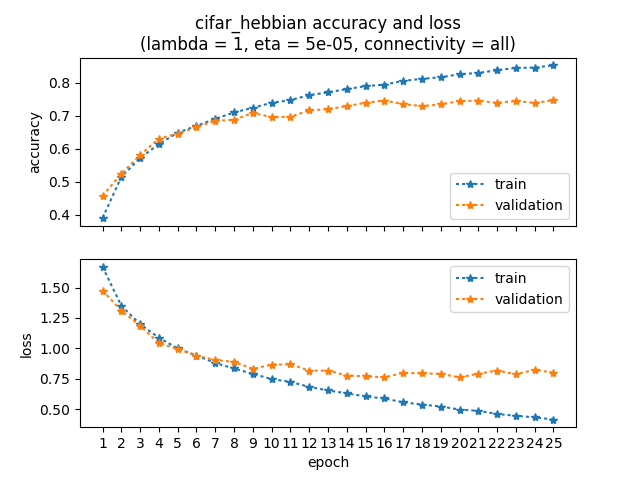 cifar_hebbian accuracy and loss
(lambda = 1, eta = 5e-05, connectivity = all)
0.8
0.7
0.6
0.5
0.4
accuracy
train
validation
1.50
1.25
1.00
0.75
0.50
loss
train
validation
1 2 3 4 5 6 7 8 9 10 11 12 13 14 15 16 17 18 19 20 21 22 23 24 25
epoch